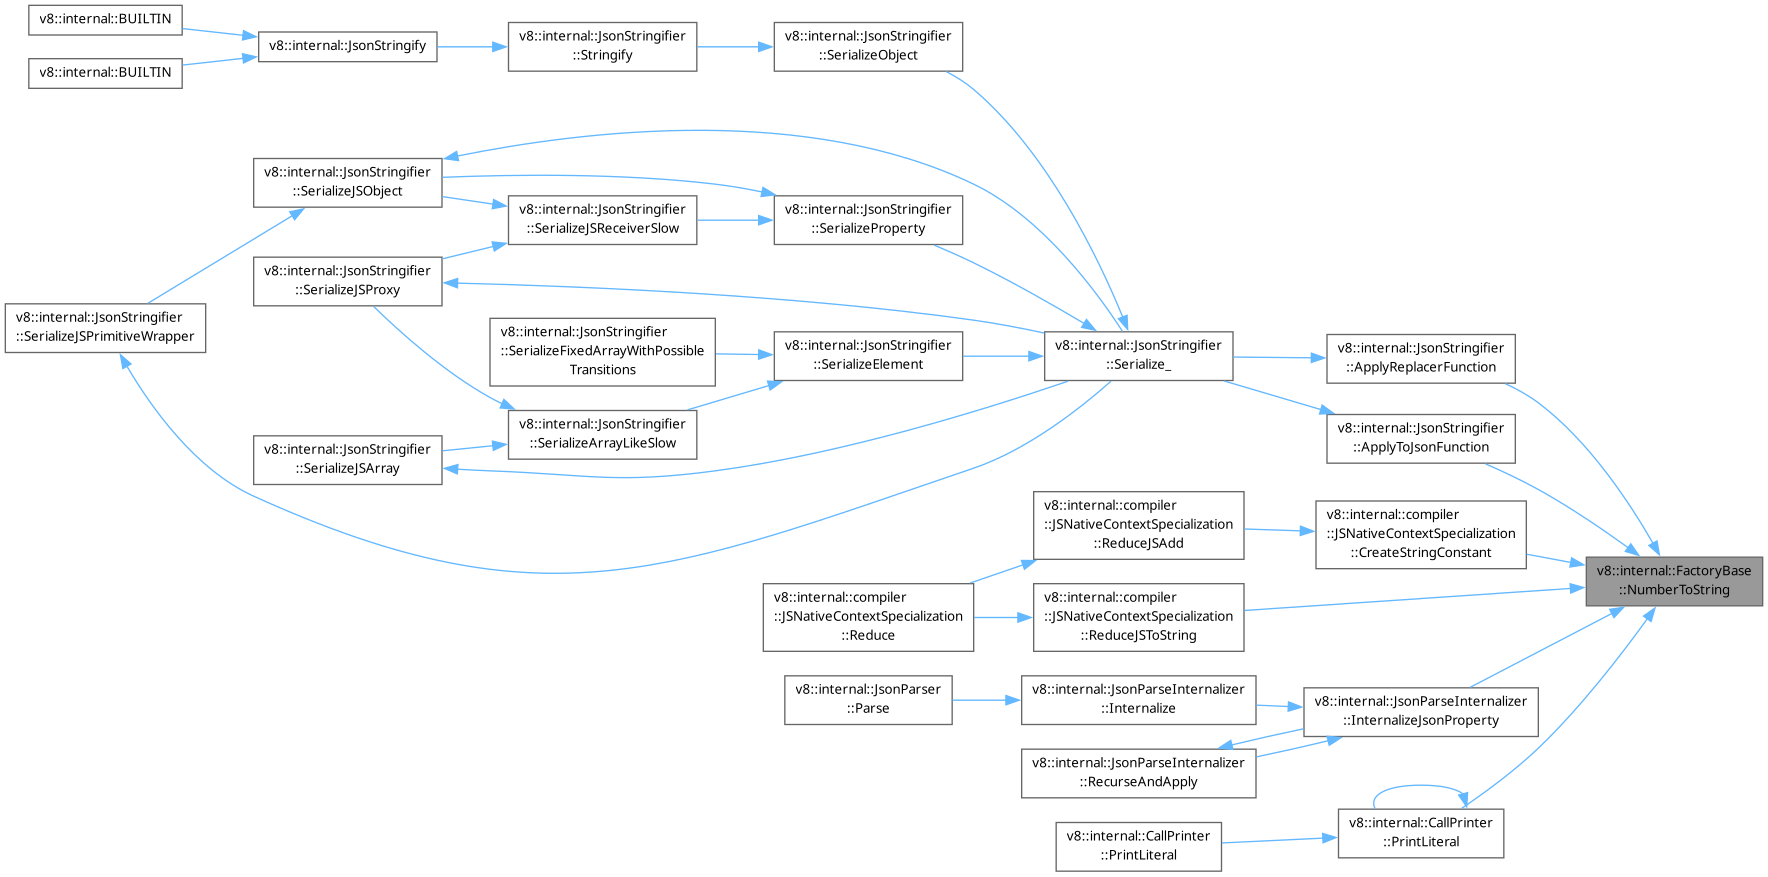 v8::internal::BUILTIN
v8::internal::JsonStringify
v8::internal::BUILTIN
v8::internal::JsonStringifier
::Stringify
v8::internal::JsonStringifier
::SerializeObject
v8::internal::JsonStringifier
::SerializeJSObject
v8::internal::JsonStringifier
::SerializeJSReceiverSlow
v8::internal::JsonStringifier
::SerializeProperty
v8::internal::JsonStringifier
::SerializeJSProxy
v8::internal::JsonStringifier
::SerializeJSPrimitiveWrapper
v8::internal::JsonStringifier
::SerializeFixedArrayWithPossible
Transitions
v8::internal::JsonStringifier
::SerializeElement
v8::internal::JsonStringifier
::Serialize_
v8::internal::JsonStringifier
::ApplyReplacerFunction
v8::internal::JsonStringifier
::SerializeJSArray
v8::internal::JsonStringifier
::SerializeArrayLikeSlow
v8::internal::JsonStringifier
::ApplyToJsonFunction
v8::internal::compiler
::JSNativeContextSpecialization
::ReduceJSAdd
v8::internal::compiler
::JSNativeContextSpecialization
::CreateStringConstant
v8::internal::FactoryBase
::NumberToString
v8::internal::compiler
::JSNativeContextSpecialization
::Reduce
v8::internal::compiler
::JSNativeContextSpecialization
::ReduceJSToString
v8::internal::JsonParser
::Parse
v8::internal::JsonParseInternalizer
::Internalize
v8::internal::JsonParseInternalizer
::InternalizeJsonProperty
v8::internal::JsonParseInternalizer
::RecurseAndApply
v8::internal::CallPrinter
::PrintLiteral
v8::internal::CallPrinter
::PrintLiteral